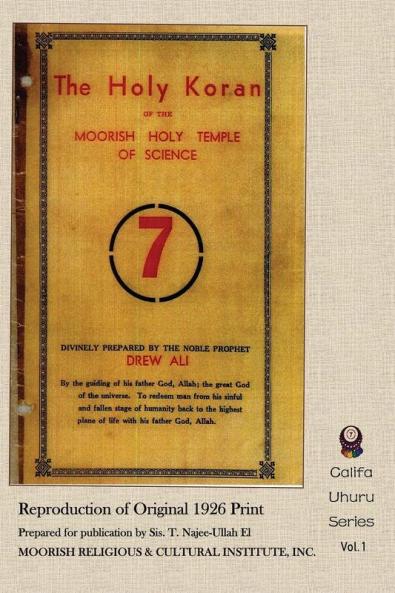 The Holy Koran
OF THE
MOORISH HOLY TEMPLE
OF SCIENCE
7
DIVINELY PREPARED BY THE NOBLE PROPHET
DREW ALI
By the guiding of his father God, Allah; the great God
of the universe. To redeem man from his sinful
and fallen stage of humanity back to the highest
plane of life with his father God, Allah.
Reproduction of Original 1926 Print
Prepared for publication by Sis. T. Najee-Ullah El
MOORISH RELIGIOUS & CULTURAL INSTITUTE, INC.
Califa
Uhuru
Series
Vol.1